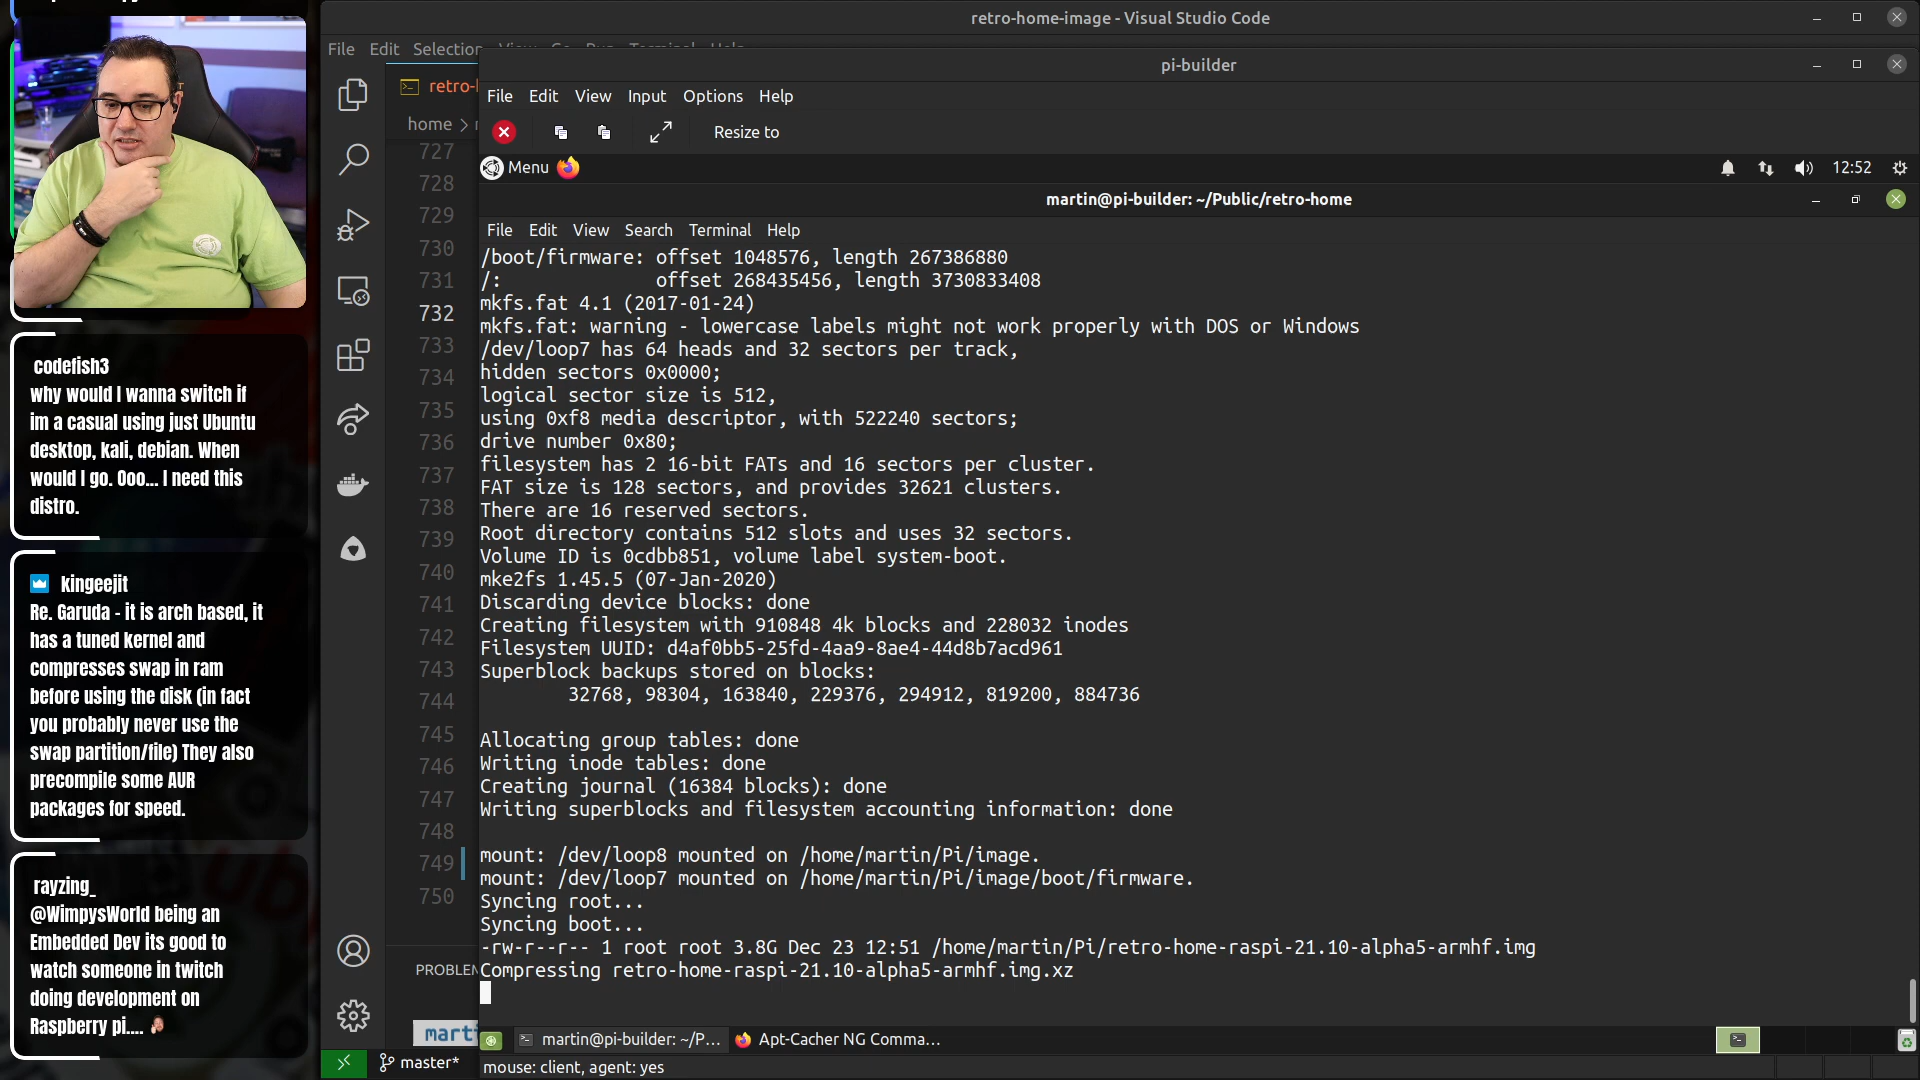 codefish3
why would I wanna switch if
im a casual using just Ubuntu
desktop, kali, debian. When
would I go. Ooo... I need this
distro.
kingeejit
Re. Garuda - it is arch based, it
has a tuned kernel and
compresses swap in ram
before using the disk (in fact
you probably never use the
swap partition/file) They also
precompile some AUR
packages for speed.
rayzing_
@WimpysWorld being an
Embedded Dev its good to
watch someone in twitch
doing development on
Raspberry pi....
retro-home-image - Visual Studio Code
File Edit Selection View Go Run Terminal Help
retro-
home >
727
728
729
730
731
732
733
734
735
736
737
738
739
740
741
742
743
744
745
746
747
748
749
750
PROBLEM
marti
master*
pi-builder
File Edit View Input Options Help
Resize to
Menu
12:52
martin@pi-builder: ~/Public/retro-home
File Edit View Search Terminal Help
/boot/firmware: offset 1048576, length 267386880
/:              offset 268435456, length 3730833408
mkfs.fat 4.1 (2017-01-24)
mkfs.fat: warning - lowercase labels might not work properly with DOS or Windows
/dev/loop7 has 64 heads and 32 sectors per track,
hidden sectors 0x0000;
logical sector size is 512,
using 0xf8 media descriptor, with 522240 sectors;
drive number 0x80;
filesystem has 2 16-bit FATs and 16 sectors per cluster.
FAT size is 128 sectors, and provides 32621 clusters.
There are 16 reserved sectors.
Root directory contains 512 slots and uses 32 sectors.
Volume ID is 0cdbb851, volume label system-boot.
mke2fs 1.45.5 (07-Jan-2020)
Discarding device blocks: done
Creating filesystem with 910848 4k blocks and 228032 inodes
Filesystem UUID: d4af0bb5-25fd-4aa9-8ae4-44d8b7acd961
Superblock backups stored on blocks:
        32768, 98304, 163840, 229376, 294912, 819200, 884736
Allocating group tables: done
Writing inode tables: done
Creating journal (16384 blocks): done
Writing superblocks and filesystem accounting information: done
mount: /dev/loop8 mounted on /home/martin/Pi/image.
mount: /dev/loop7 mounted on /home/martin/Pi/image/boot/firmware.
Syncing root...
Syncing boot...
-rw-r--r-- 1 root root 3.8G Dec 23 12:51 /home/martin/Pi/retro-home-raspi-21.10-alpha5-armhf.img
Compressing retro-home-raspi-21.10-alpha5-armhf.img.xz
martin@pi-builder: ~/P...
Apt-Cacher NG Comma...
mouse: client, agent: yes